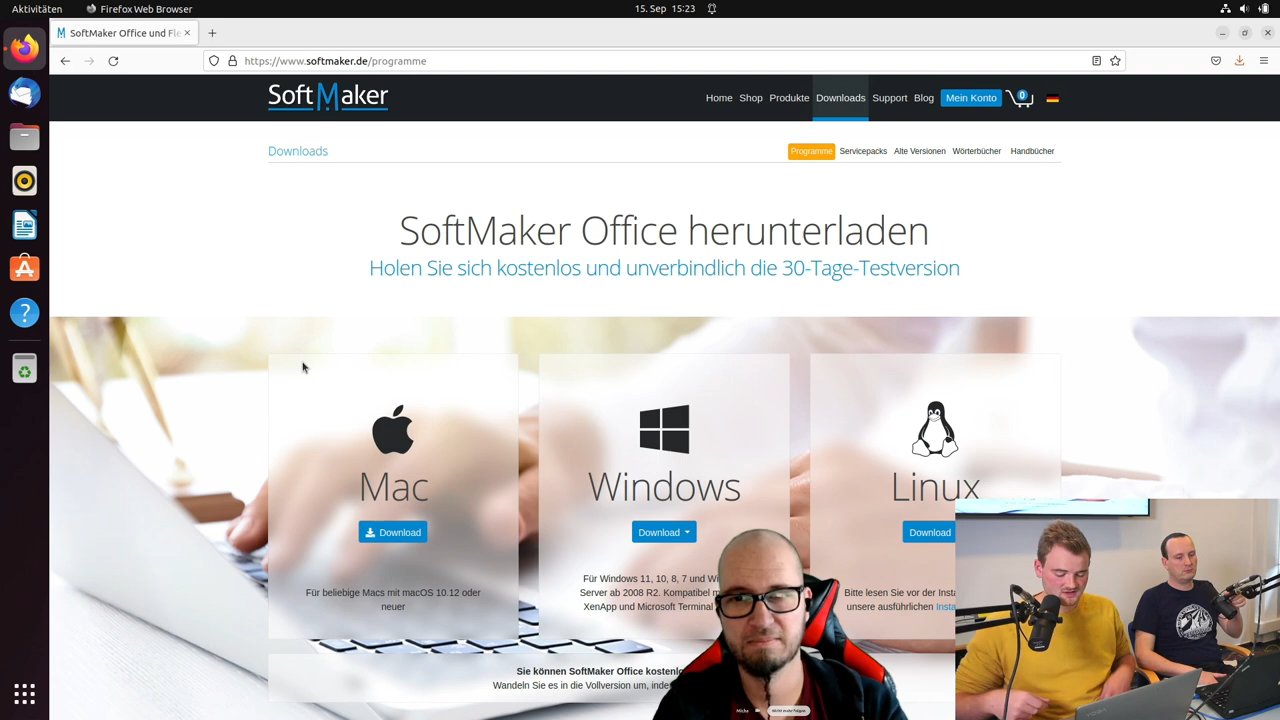 Aktivitäten
Firefox Web Browser
15. Sep 15:23
SoftMaker Office und Fle
https://www.softmaker.de/programme
SoftMaker
Home Shop Produkte Downloads Support Blog Mein Konto 0
Downloads
Programme Servicepacks Alte Versionen Wörterbücher Handbücher
SoftMaker Office herunterladen
Holen Sie sich kostenlos und unverbindlich die 30-Tage-Testversion
Mac
Download
Für beliebige Macs mit macOS 10.12 oder
neuer
Windows
Download
Für Windows 11, 10, 8, 7 und
Server ab 2008 R2. Kompatibel
XenApp und Microsoft Terminal
Linux
Download
Bitte lesen Sie vor der
unsere ausführlichen
Sie können SoftMaker Office
Wandeln Sie es in die Vollversion um,
Micha
Nicht mehr folgen